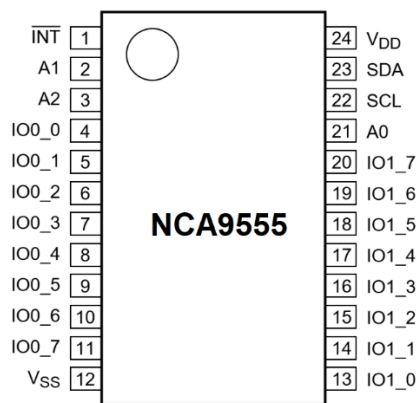 INT 1 24 VDD
A1 2 23 SDA
A2 3 22 SCL
IO0_0 4 21 A0
IO0_1 5 20 IO1_7
IO0_2 6 19 IO1_6
IO0_3 7 18 IO1_5
NCA9555
IO0_4 8 17 IO1_4
IO0_5 9 16 IO1_3
IO0_6 10 15 IO1_2
IO0_7 11 14 IO1_1
VSS 12 13 IO1_0